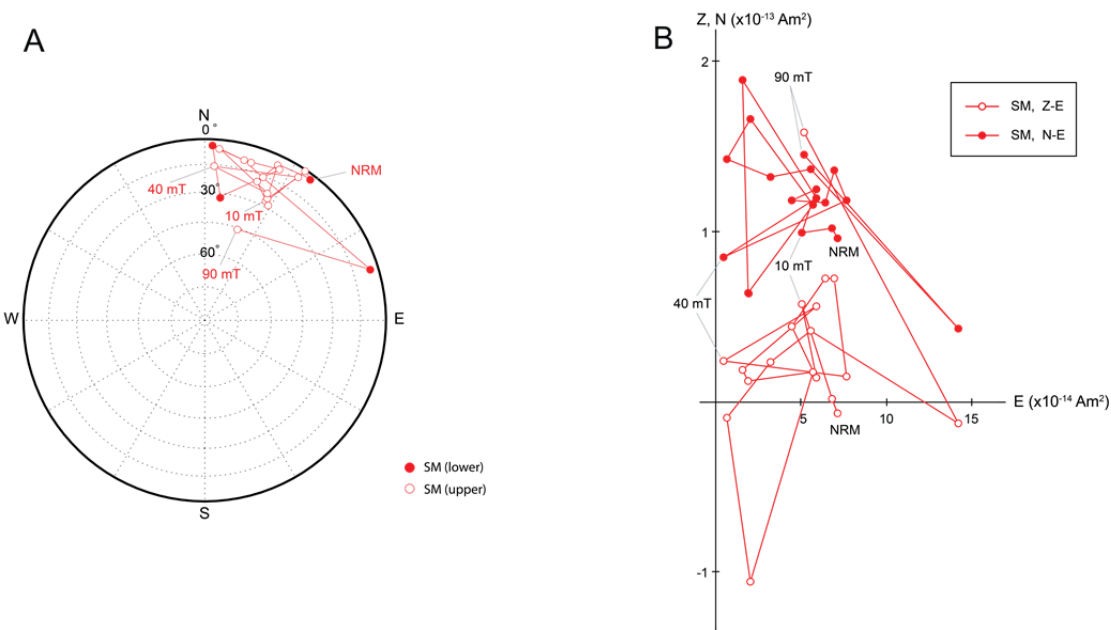 A
N
0°
NRM
40 mT
30°
10 mT
60°
90 mT
W
E
S
SM (lower)
SM (upper)
B
Z, N (x10-13 Am2)
2
90 mT
SM, Z-E
SM, N-E
1
NRM
10 mT
40 mT
E (x10-14 Am2)
5
10
15
NRM
-1